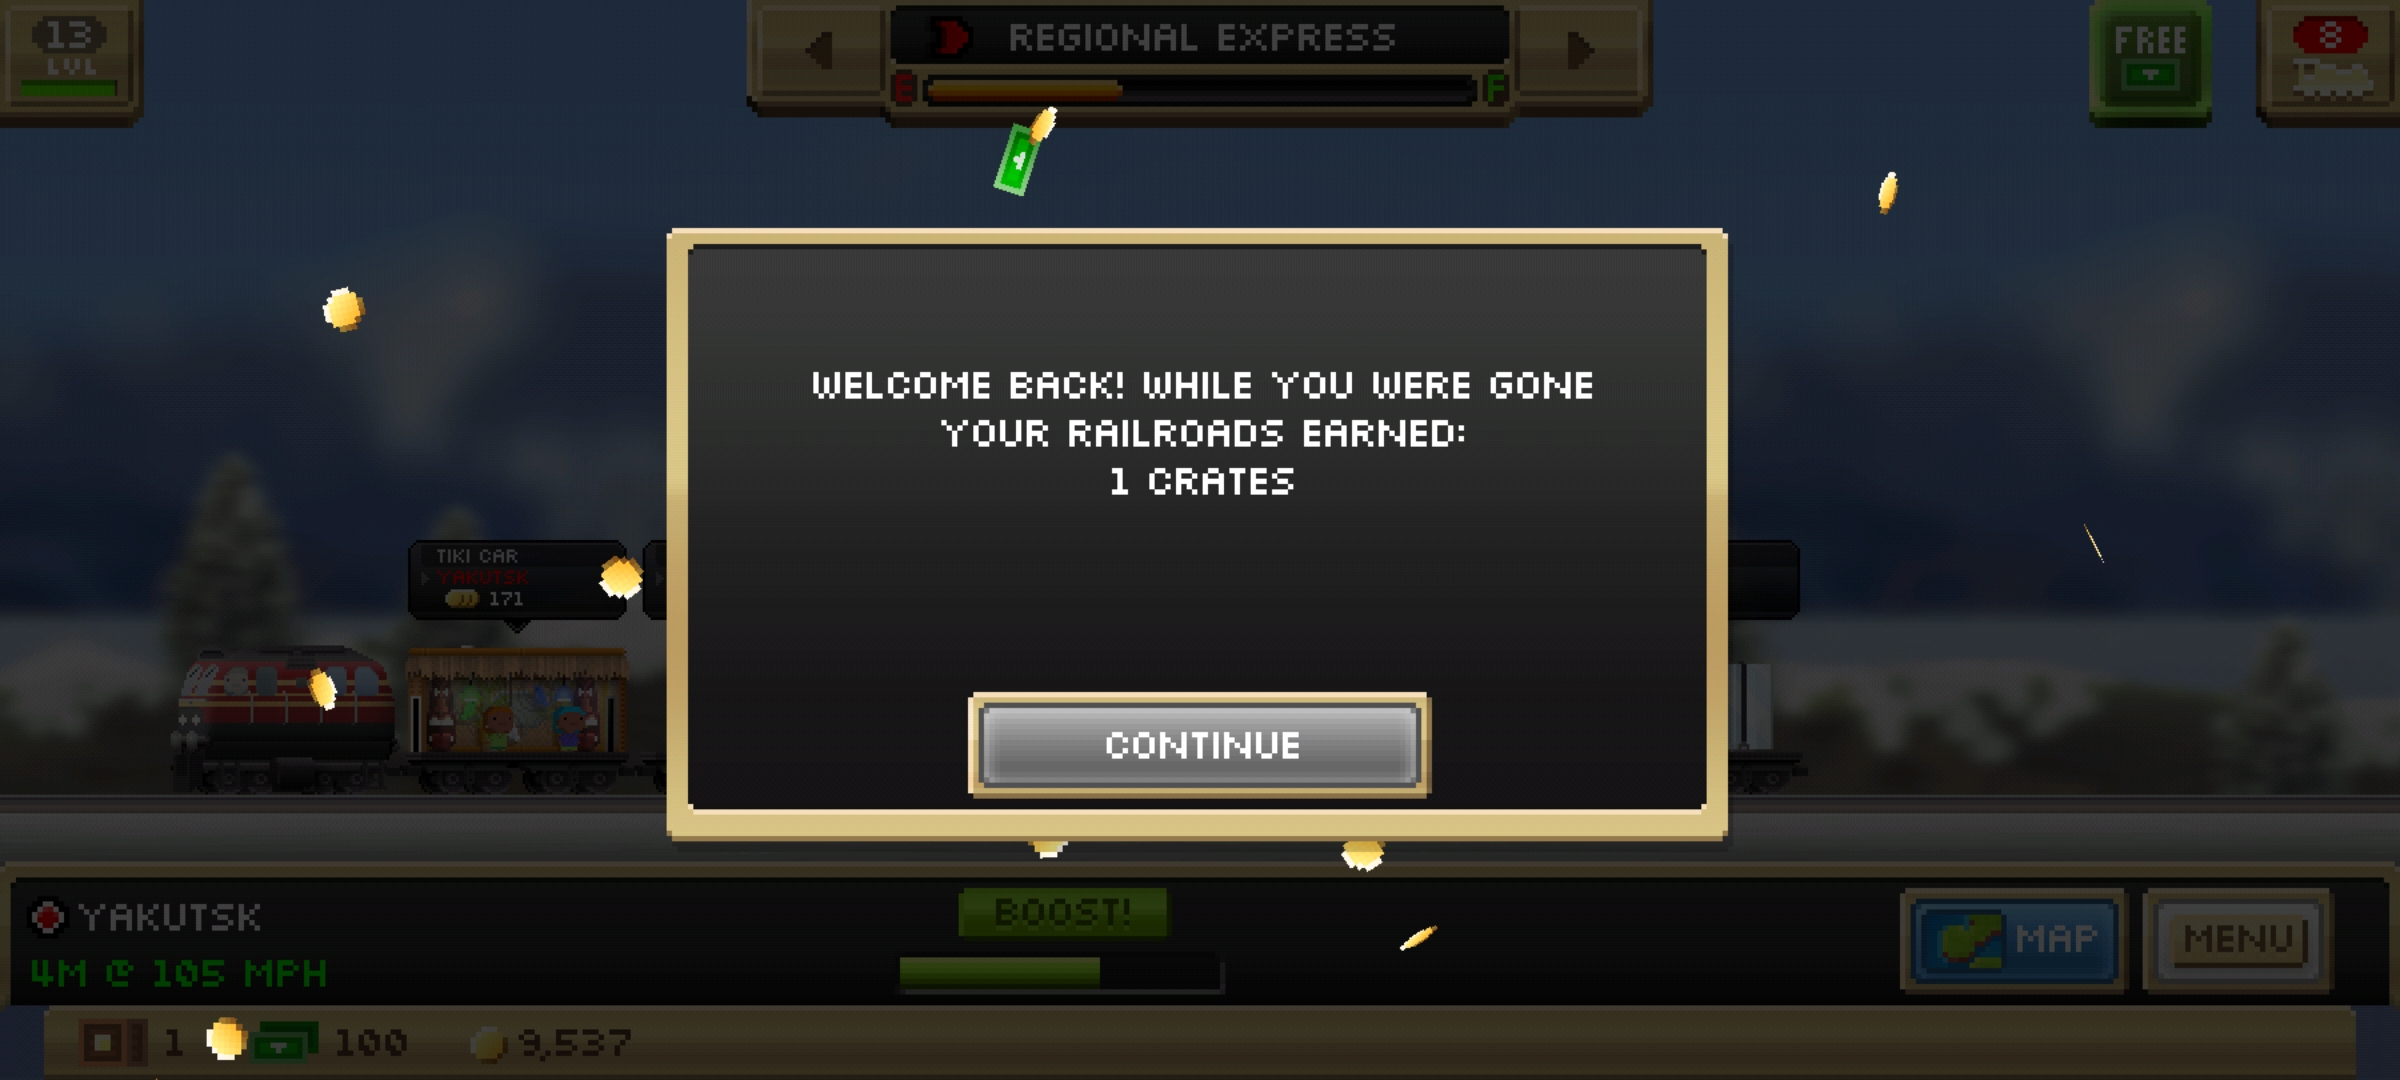 13
LVL
REGIONAL EXPRESS
E F
FREE
8
WELCOME BACK! WHILE YOU WERE GONE
YOUR RAILROADS EARNED:
1 CRATES
CONTINUE
TIKI CAR
YAKUTSK
171
YAKUTSK
4M @ 105 MPH
BOOST!
MAP
MENU
1 100 9,537